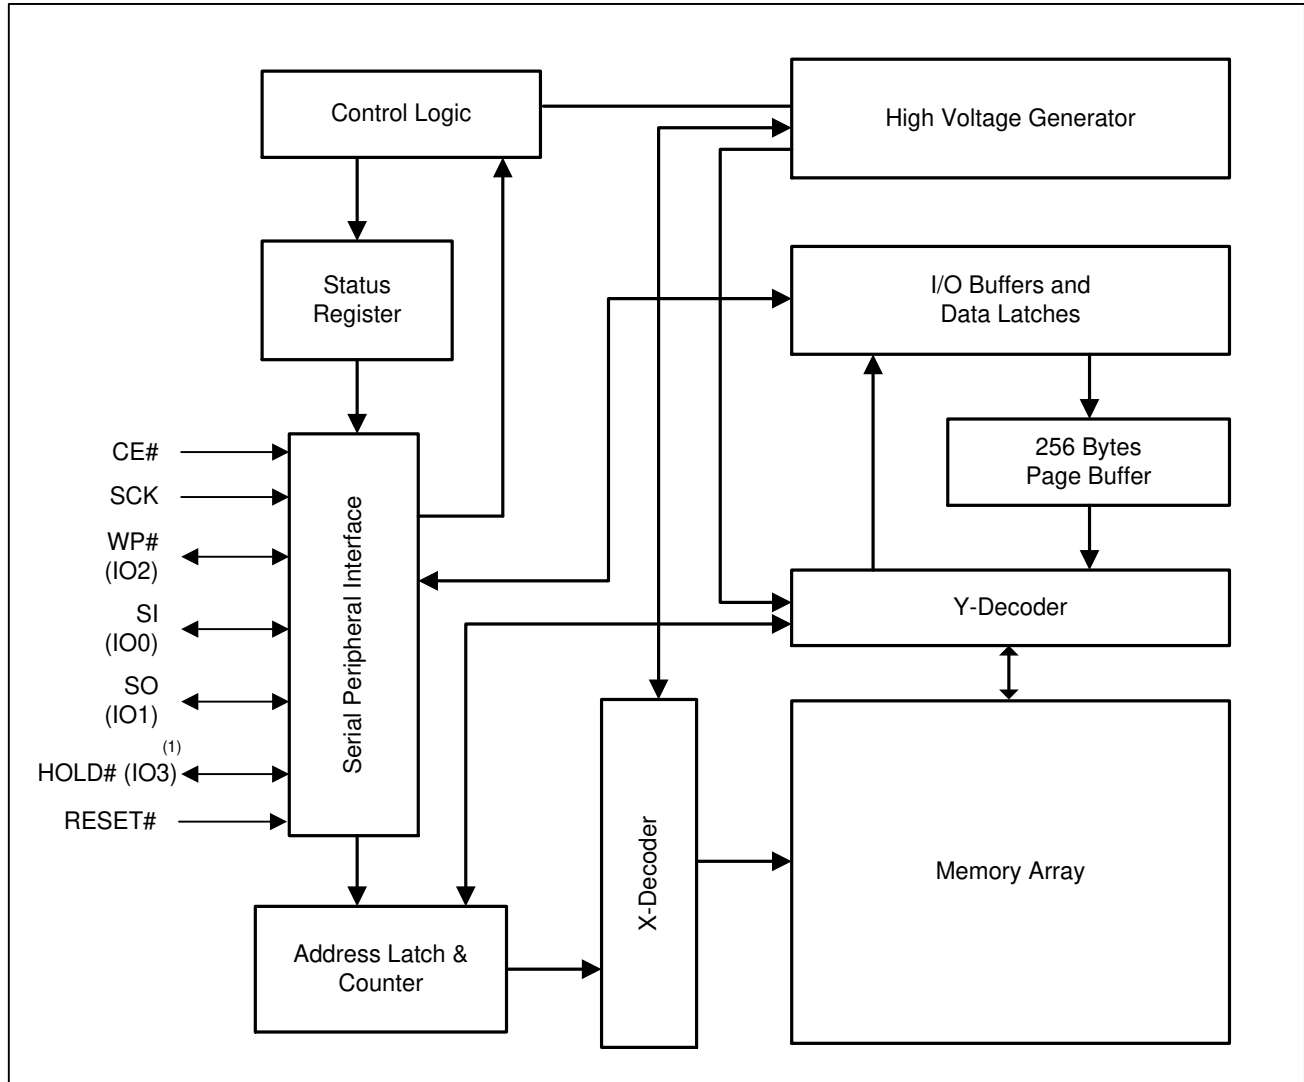 Control Logic
High Voltage Generator
Status
Register
I/O Buffers and
Data Latches
256 Bytes
Page Buffer
CE#
SCK
WP#
(IO2)
SI
(IO0)
SO
(IO1)
(1)
HOLD# (IO3)
RESET#
Serial Peripheral Interface
Y-Decoder
X-Decoder
Memory Array
Address Latch &
Counter